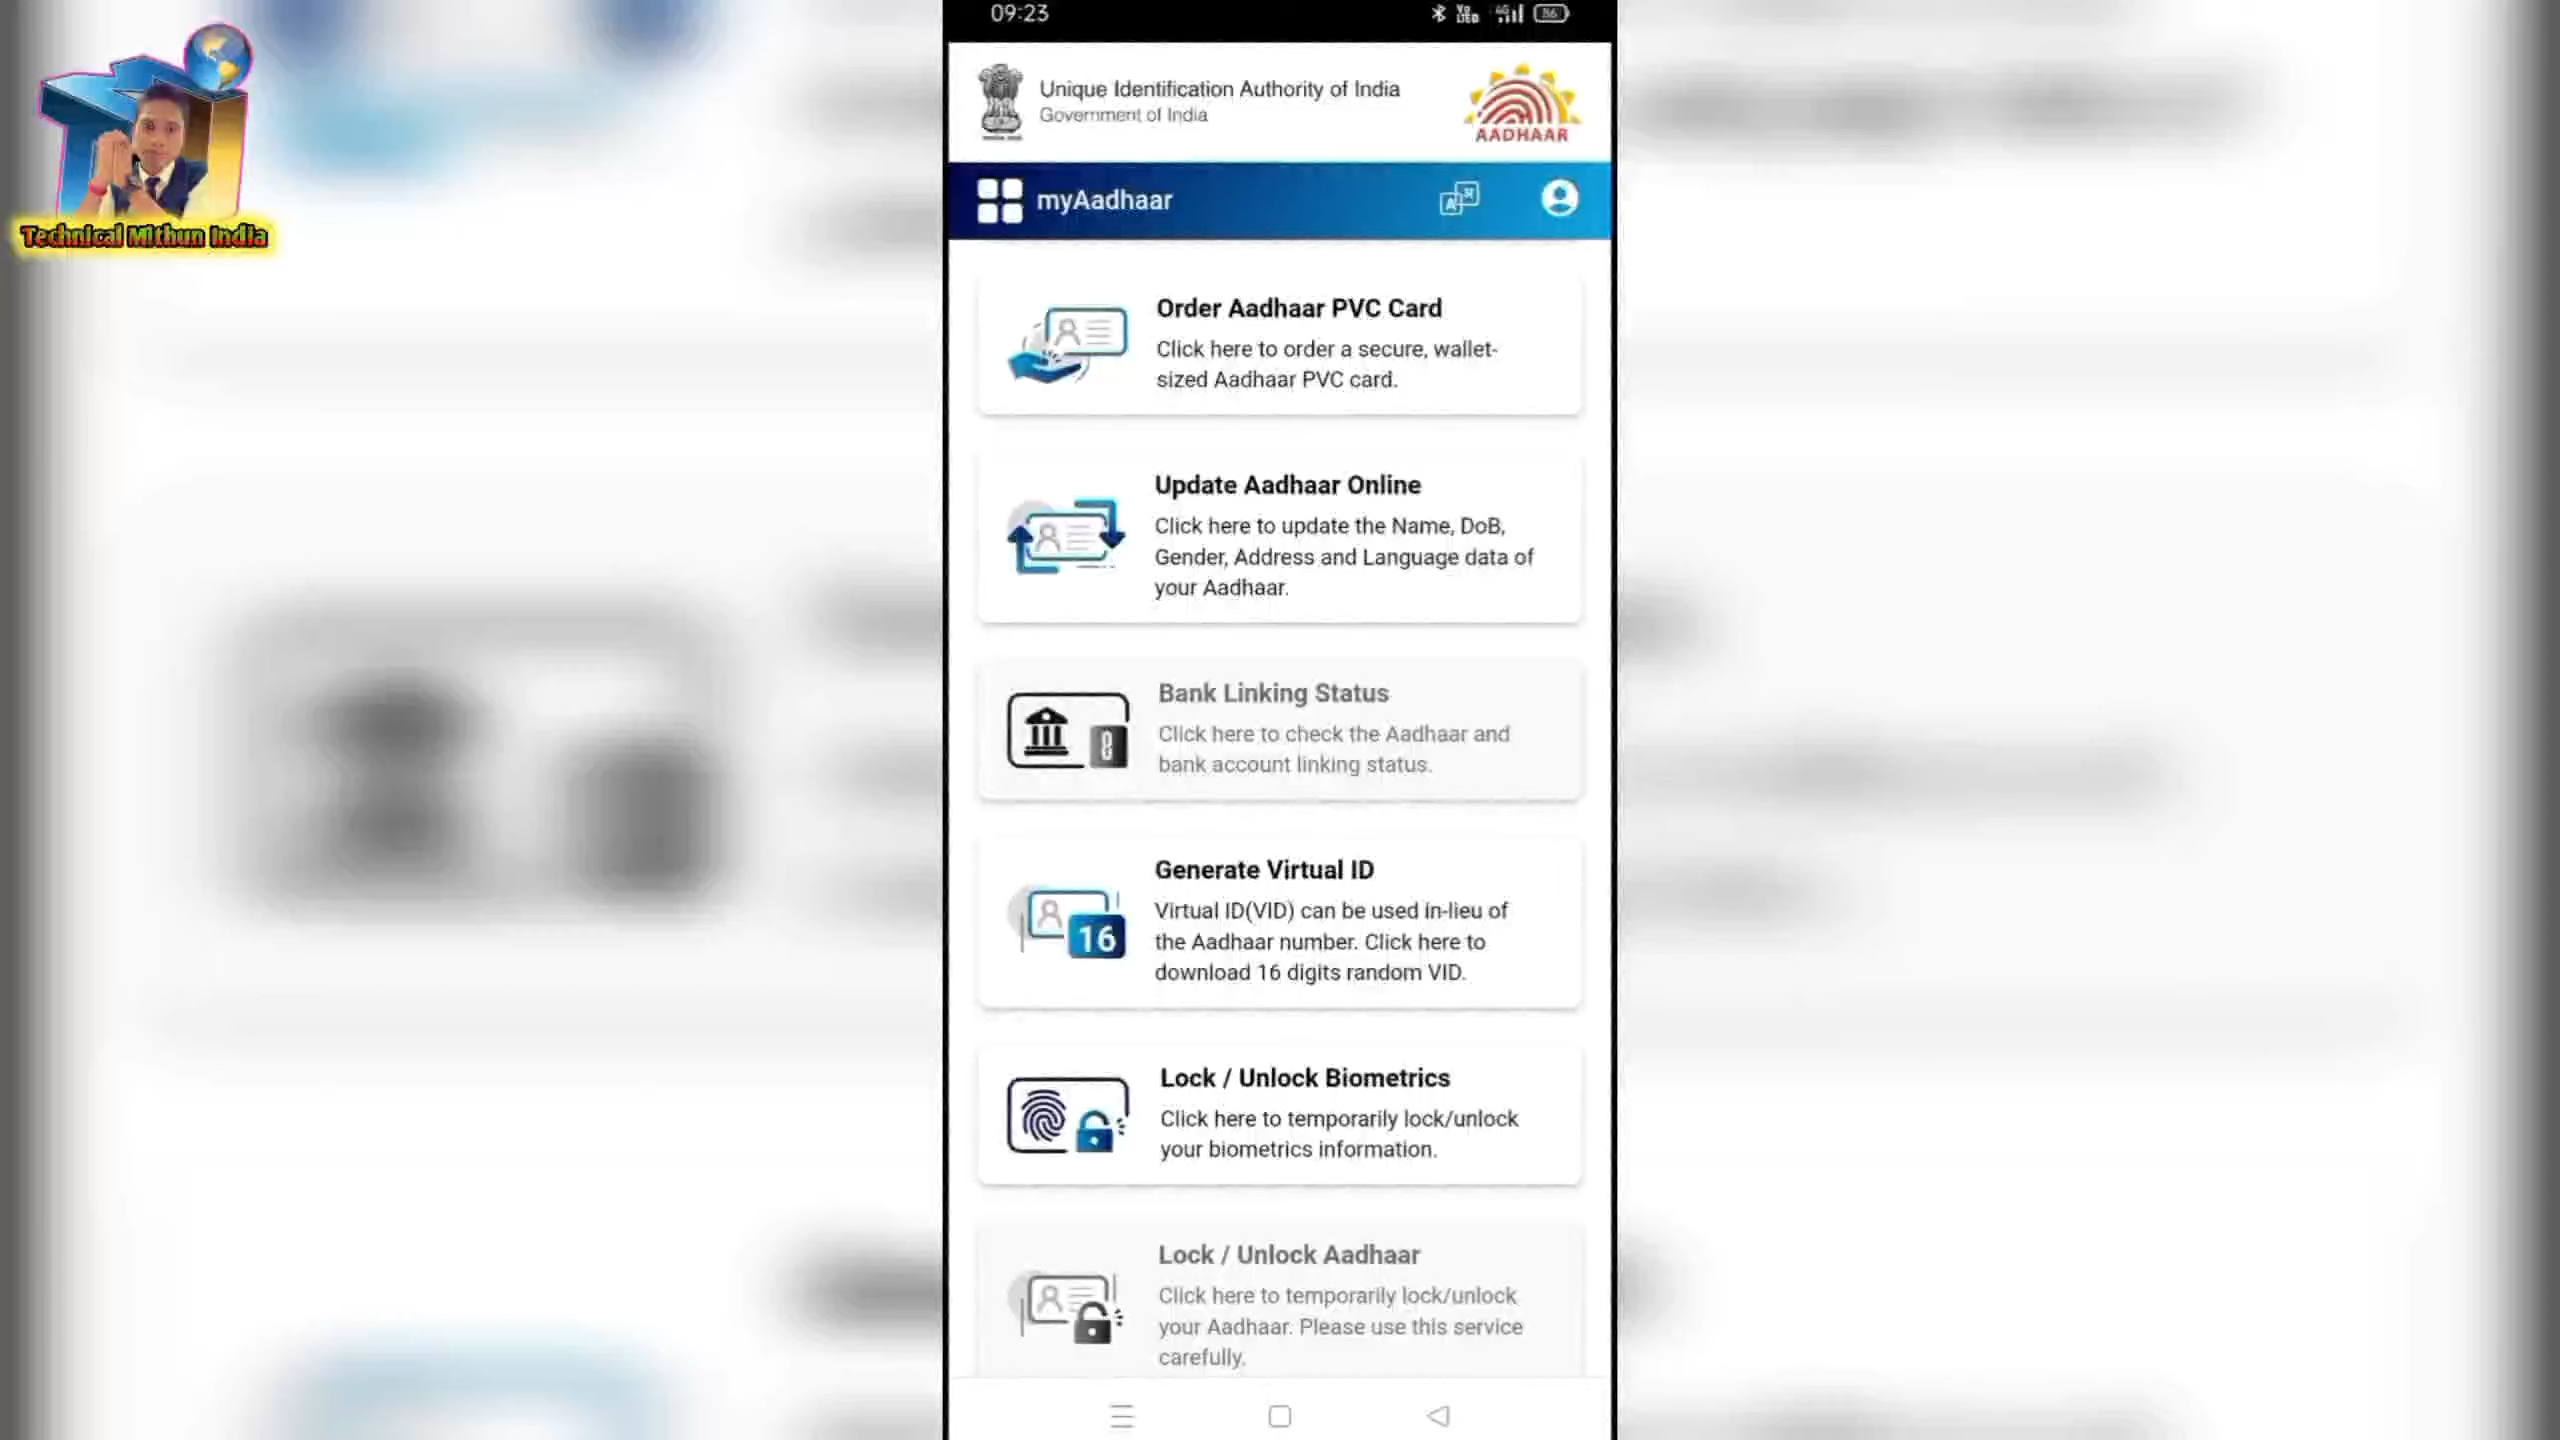 09:23
Vo
LTED
4G
86
Technical Mithun India
Unique Identification Authority of India
Government of India
AADHAAR
myAadhaar
Order Aadhaar PVC Card
Click here to order a secure, wallet-
sized Aadhaar PVC card.
Update Aadhaar Online
Click here to update the Name, DoB,
Gender, Address and Language data of
your Aadhaar.
Bank Linking Status
Click here to check the Aadhaar and
bank account linking status.
Generate Virtual ID
16
Virtual ID(VID) can be used in-lieu of
the Aadhaar number. Click here to
download 16 digits random VID.
Lock / Unlock Biometrics
Click here to temporarily lock/unlock
your biometrics information.
Lock / Unlock Aadhaar
Click here to temporarily lock/unlock
your Aadhaar. Please use this service
carefully.